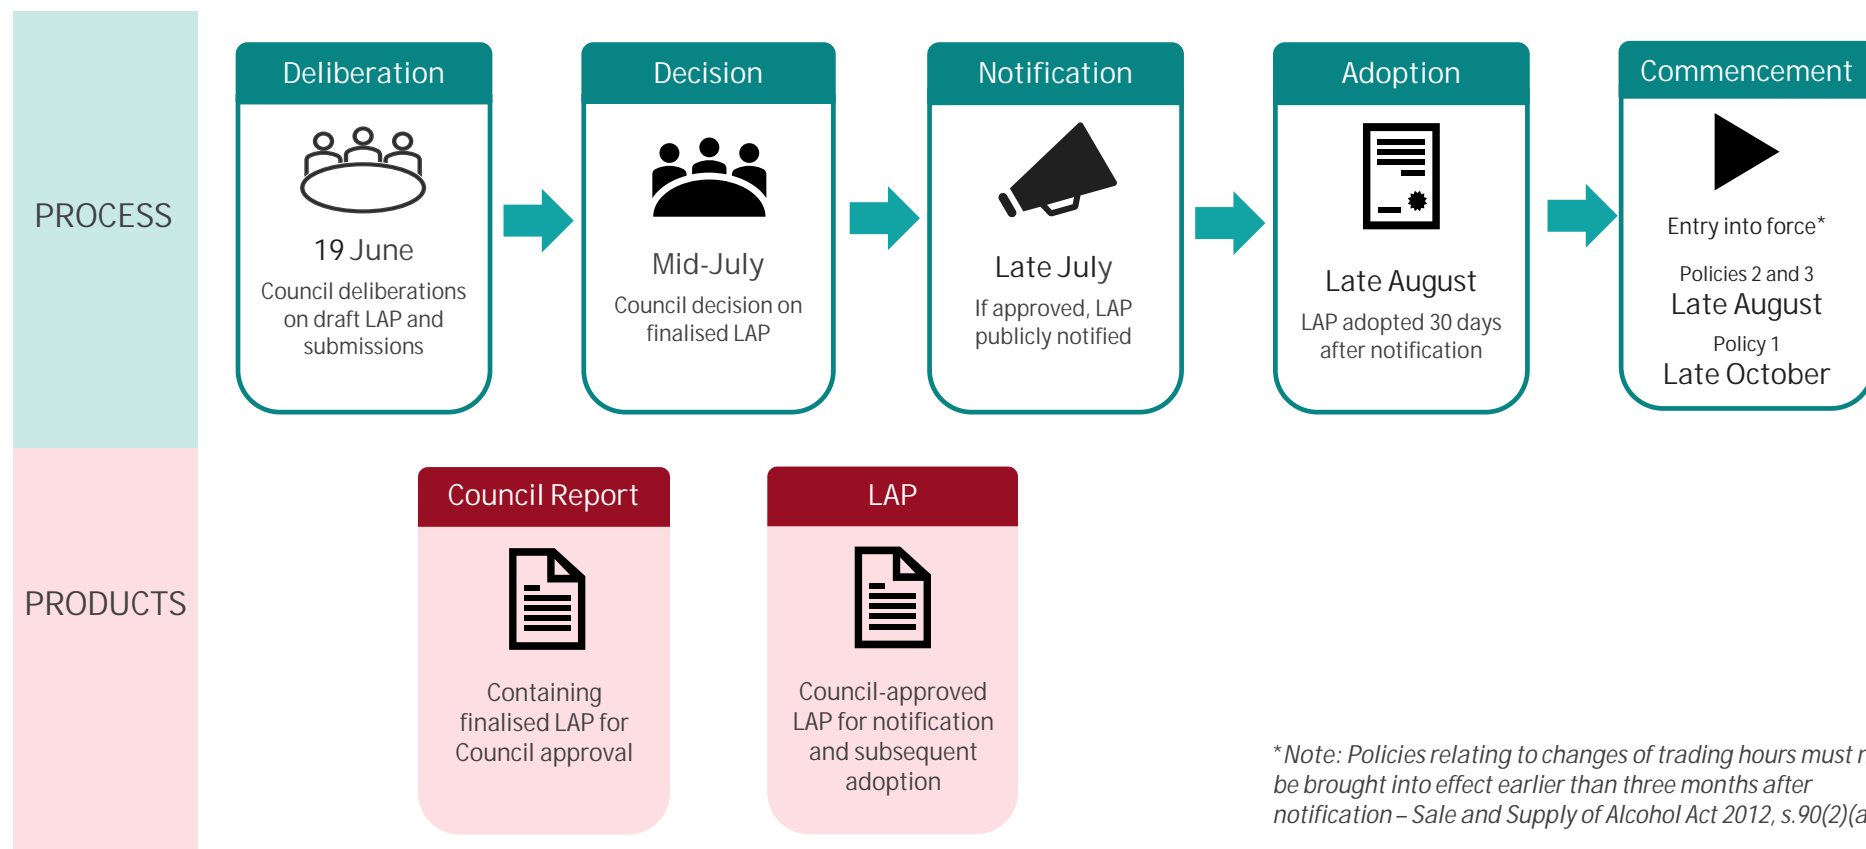 PROCESS
Deliberation
19 June
Council deliberations
on draft LAP and
submissions
Decision
Mid-July
Council decision on
finalised LAP
Notification
Late July
If approved, LAP
publicly notified
Adoption
Late August
LAP adopted 30 days
after notification
Commencement
Entry into force*
Policies 2 and 3
Late August
Policy 1
Late October
PRODUCTS
Council Report
Containing
finalised LAP for
Council approval
LAP
Council-approved
LAP for notification
and subsequent
adoption
*Note: Policies relating to changes of trading hours must
be brought into effect earlier than three months after
notification – Sale and Supply of Alcohol Act 2012, s.90(2)(a